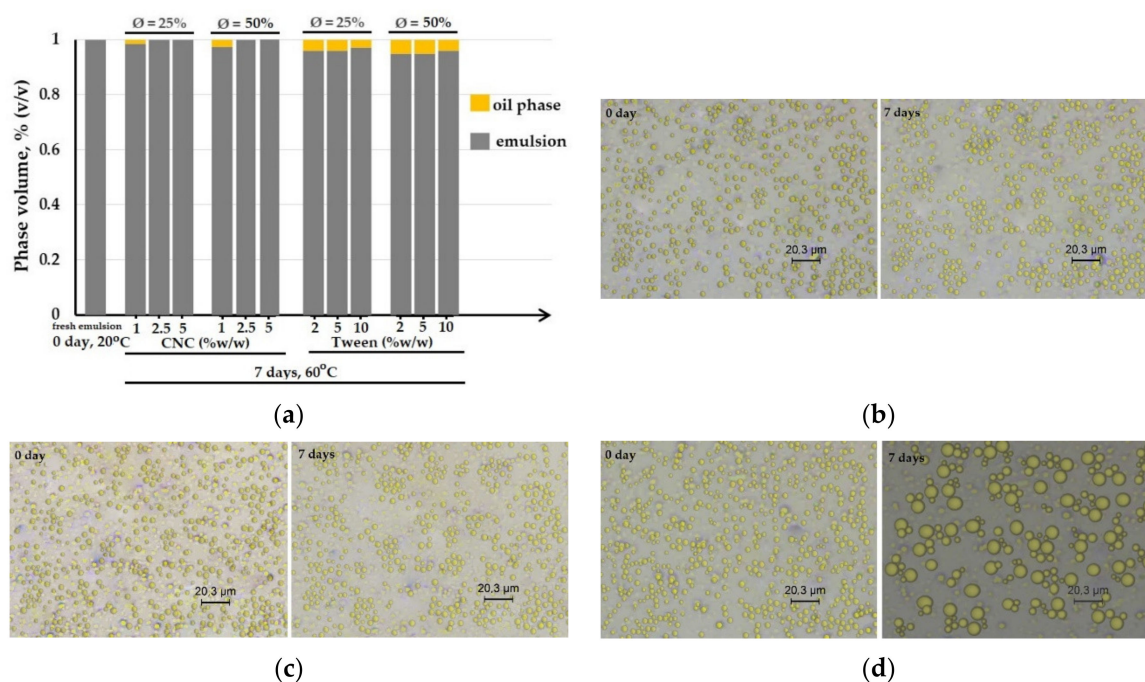 (a)
Ø = 25% Ø = 50% Ø = 25% Ø = 50%
Phase volume, % (v/v)
1
0.8
0.6
0.4
0.2
0
oil phase
emulsion
fresh emulsion
0 day, 20°C
1 2.5 5 1 2.5 5 2 5 10 2 5 10
CNC (%w/w) Tween (%w/w)
7 days, 60°C
0 day 7 days
20,3 µm 20,3 µm
(a) (b)
0 day 7 days
20,3 µm 20,3 µm
0 day 7 days
20,3 µm 20,3 µm
(c) (d)